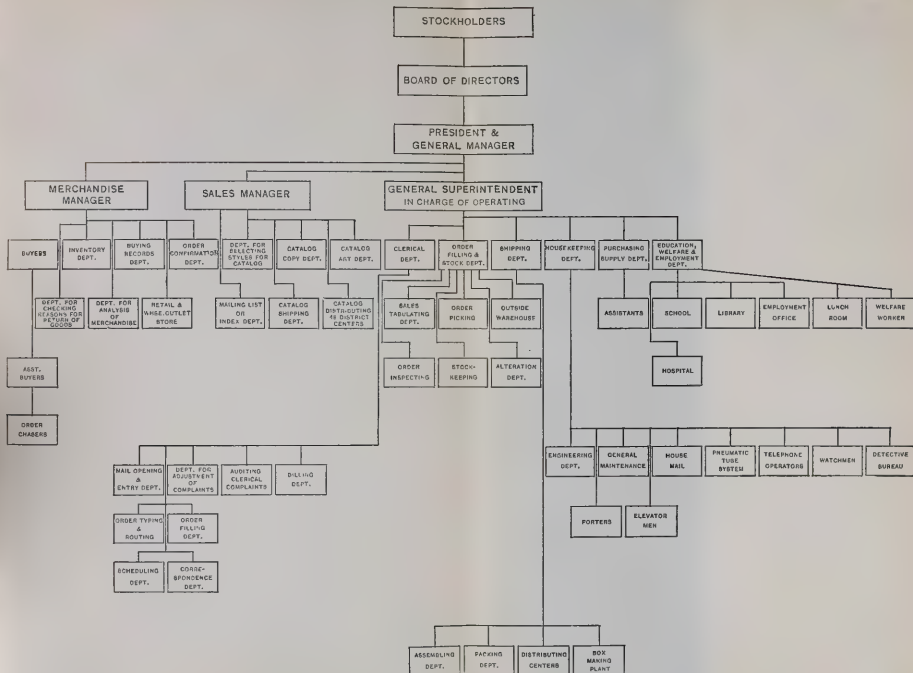 STOCKHOLDERS
BOARD OF DIRECTORS
PRESIDENT &
GENERAL MANAGER
MERCHANDISE
MANAGER
SALES MANAGER
GENERAL SUPERINTENDENT
IN CHARGE OF OPERATING
BUYERS
INVENTORY
DEPT.
BUYING
RECORDS
DEPT.
ORDER
CONFIRMATION
DEPT.
DEPT. FOR
SELECTING
STYLES FOR
CATALOG
CATALOG
COPY DEPT.
CATALOG
ART DEPT.
CLERICAL
DEPT.
ORDER
FILLING &
STOCK DEPT.
SHIPPING
DEPT.
HOUSEKEEPING
DEPT.
PURCHASING
SUPPLY DEPT.
EDUCATION,
WELFARE &
EMPLOYMENT
DEPT.
DEPT. FOR
CHECKING
REASONS FOR
RETURN OF
GOODS
DEPT. FOR
ANALYSIS
OF
MERCHANDISE
RETAIL &
WHSE. OUTLET
STORE
MAILING LIST
OR
INDEX DEPT.
CATALOG
SHIPPING
DEPT.
CATALOG
DISTRIBUTING
18 DISTRICT
CENTERS
SALES
TABULATING
DEPT.
ORDER
PICKING
OUTSIDE
WAREHOUSE
ASSISTANTS
SCHOOL
LIBRARY
EMPLOYMENT
OFFICE
LUNCH
ROOM
WELFARE
WORKER
ASST.
BUYERS
ORDER
INSPECTING
STOCK-
KEEPING
ALTERATION
DEPT.
HOSPITAL
ORDER
CHASERS
MAIL OPENING
&
ENTRY DEPT.
DEPT. FOR
ADJUSTMENT
OF
COMPLAINTS
AUDITING
CLERICAL
COMPLAINTS
BILLING
DEPT.
ENGINEERING
DEPT.
GENERAL
MAINTENANCE
HOUSE
MAIL
PNEUMATIC
TUBE
SYSTEM
TELEPHONE
OPERATORS
WATCHMEN
DETECTIVE
BUREAU
ORDER TYPING
&
ROUTING
ORDER
FILLING
DEPT.
PORTERS
ELEVATOR
MEN
SCHEDULING
DEPT.
CORRE-
SPONDENCE
DEPT.
ASSEMBLING
DEPT.
PACKING
DEPT.
DISTRIBUTING
CENTERS
BOX
MAKING
PLANT